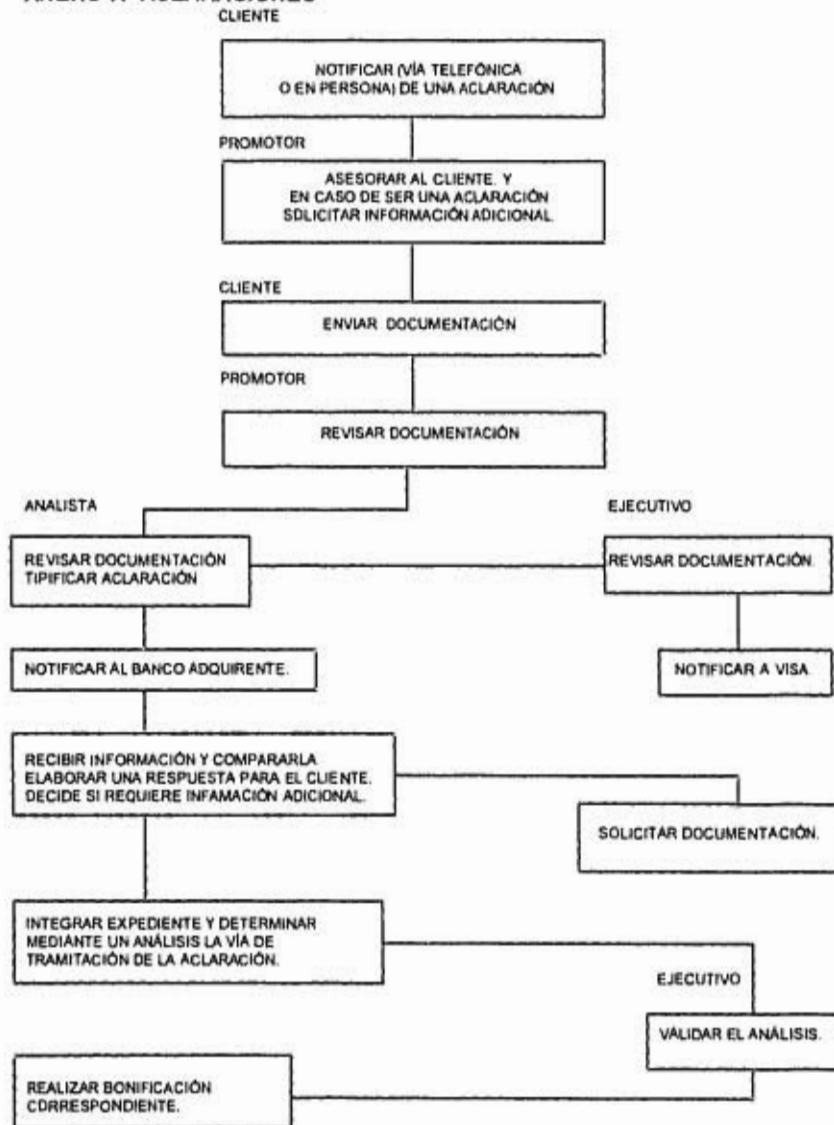 CLIENTE
NOTIFICAR (VÍA TELEFÓNICA
O EN PERSONA) DE UNA ACLARACIÓN
PROMOTOR
ASESORAR AL CLIENTE. Y
EN CASO DE SER UNA ACLARACIÓN
SOLICITAR INFORMACIÓN ADICIONAL.
CLIENTE
ENVIAR DOCUMENTACIÓN
PROMOTOR
REVISAR DOCUMENTACIÓN
ANALISTA
EJECUTIVO
REVISAR DOCUMENTACIÓN
TIPIFICAR ACLARACIÓN
REVISAR DOCUMENTACIÓN.
NOTIFICAR AL BANCO ADQUIRENTE.
NOTIFICAR A VISA
RECIBIR INFORMACIÓN Y COMPARARLA
ELABORAR UNA RESPUESTA PARA EL CLIENTE.
DECIDE SI REQUIERE INFAMACIÓN ADICIONAL.
SOLICITAR DOCUMENTACIÓN.
INTEGRAR EXPEDIENTE Y DETERMINAR
MEDIANTE UN ANÁLISIS LA VÍA DE
TRAMITACIÓN DE LA ACLARACIÓN.
EJECUTIVO
VALIDAR EL ANÁLISIS.
REALIZAR BONIFICACIÓN
CORRESPONDIENTE.